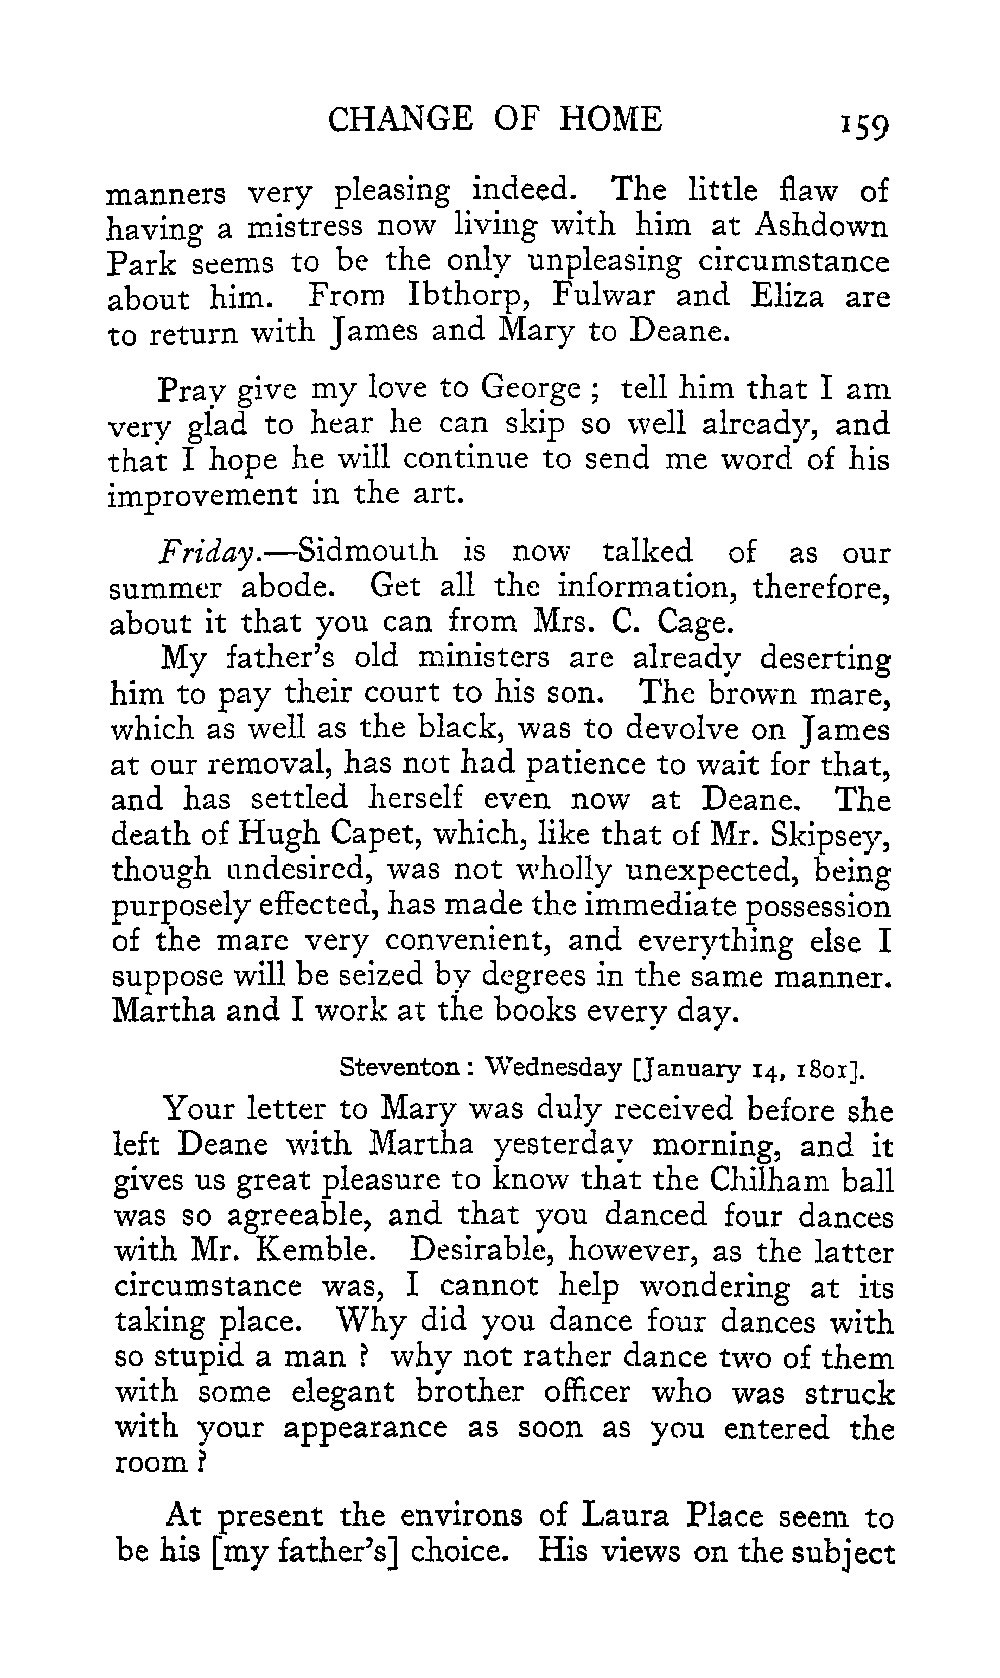 CHANGE OF HOME 159
manners very pleasing indeed. The little flaw of
having a mistress now living with him at Ashdown
Park seems to be the only unpleasing circumstance
about him. From Ibthorp, Fulwar and Eliza are
to return with James and Mary to Deane.
Pray give my love to George ; tell him that I am
very glad to hear he can skip so well already, and
that I hope he will continue to send me word of his
improvement in the art.
Friday.—Sidmouth is now talked of as our
summer abode. Get all the information, therefore,
about it that you can from Mrs. C. Cage.
My father's old ministers are already deserting
him to pay their court to his son. The brown mare,
which as well as the black, was to devolve on James
at our removal, has not had patience to wait for that,
and has settled herself even now at Deane. The
death of Hugh Capet, which, like that of Mr. Skipsey,
though undesired, was not wholly unexpected, being
purposely effected, has made the immediate possession
of the mare very convenient, and everything else I
suppose will be seized by degrees in the same manner.
Martha and I work at the books every day.
Steventon : Wednesday [January 14, 1801].
Your letter to Mary was duly received before she
left Deane with Martha yesterday morning, and it
gives us great pleasure to know that the Chilham ball
was so agreeable, and that you danced four dances
with Mr. Kemble. Desirable, however, as the latter
circumstance was, I cannot help wondering at its
taking place. Why did you dance four dances with
so stupid a man ? why not rather dance two of them
with some elegant brother officer who was struck
with your appearance as soon as you entered the
room ?
At present the environs of Laura Place seem to
be his [my father's] choice. His views on the subject